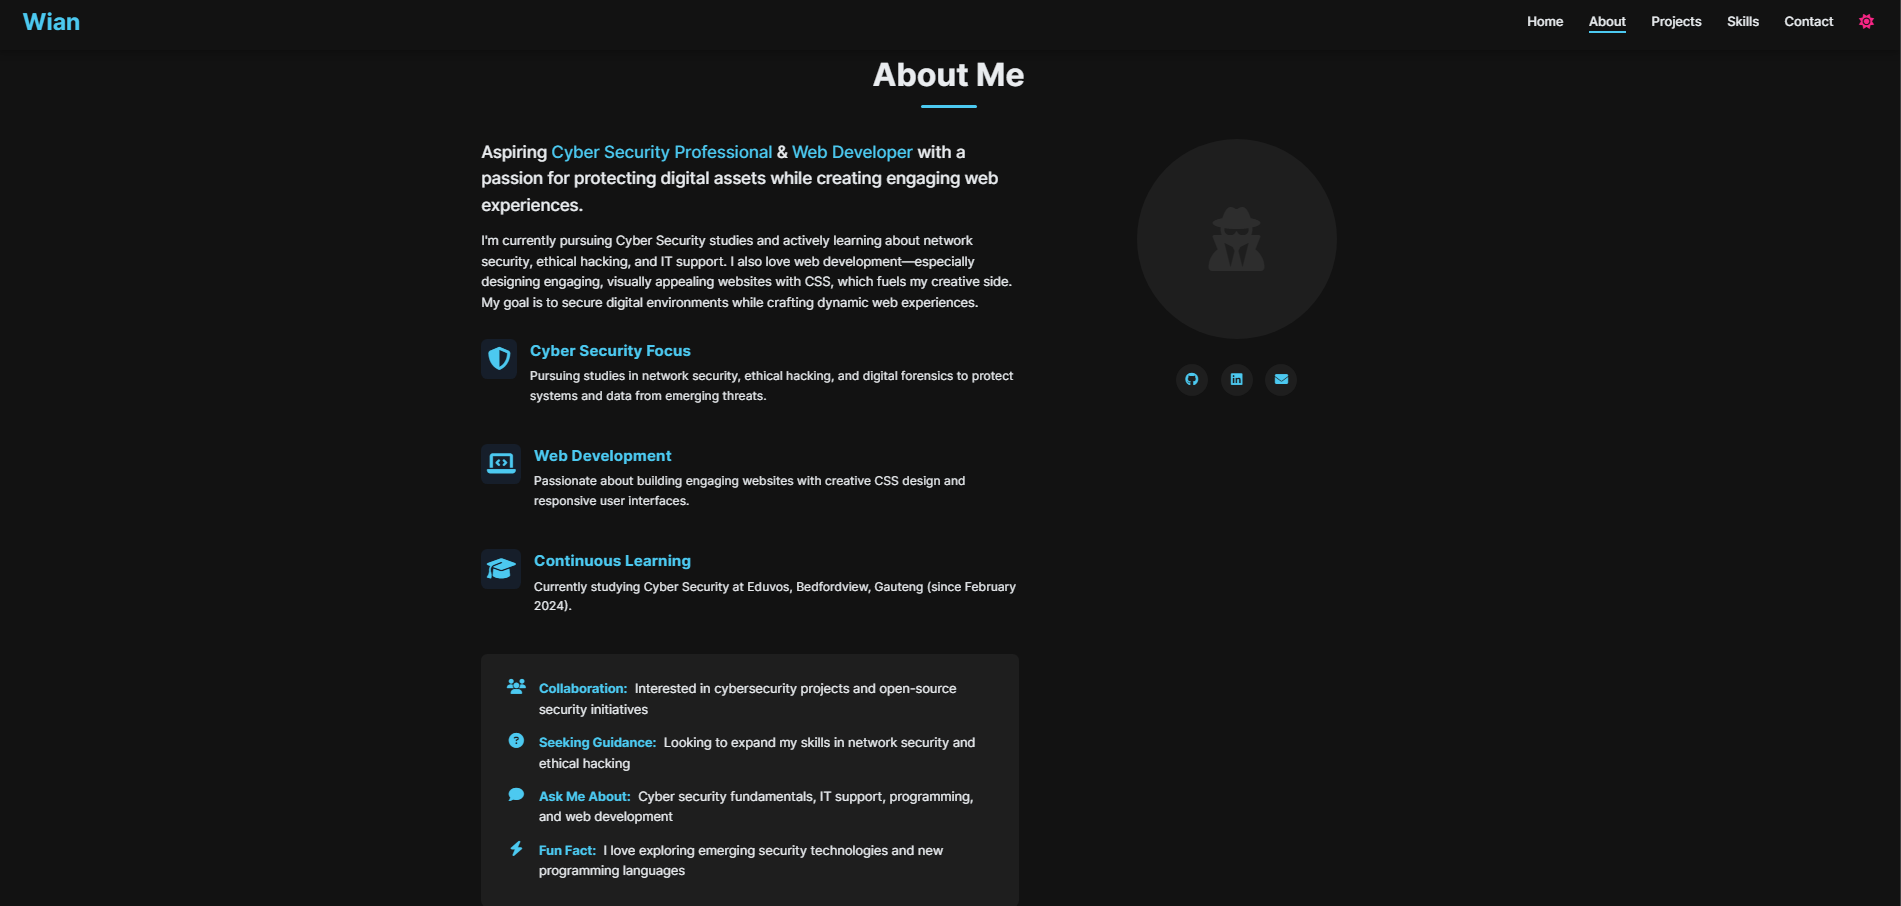 Wian
Home About Projects Skills Contact
About Me
Aspiring Cyber Security Professional & Web Developer with a
passion for protecting digital assets while creating engaging web
experiences.
I'm currently pursuing Cyber Security studies and actively learning about network
security, ethical hacking, and IT support. I also love web development—especially
designing engaging, visually appealing websites with CSS, which fuels my creative side.
My goal is to secure digital environments while crafting dynamic web experiences.
Cyber Security Focus
Pursuing studies in network security, ethical hacking, and digital forensics to protect
systems and data from emerging threats.
Web Development
Passionate about building engaging websites with creative CSS design and
responsive user interfaces.
Continuous Learning
Currently studying Cyber Security at Eduvos, Bedfordview, Gauteng (since February
2024).
Collaboration: Interested in cybersecurity projects and open-source
security initiatives
Seeking Guidance: Looking to expand my skills in network security and
ethical hacking
Ask Me About: Cyber security fundamentals, IT support, programming,
and web development
Fun Fact: I love exploring emerging security technologies and new
programming languages